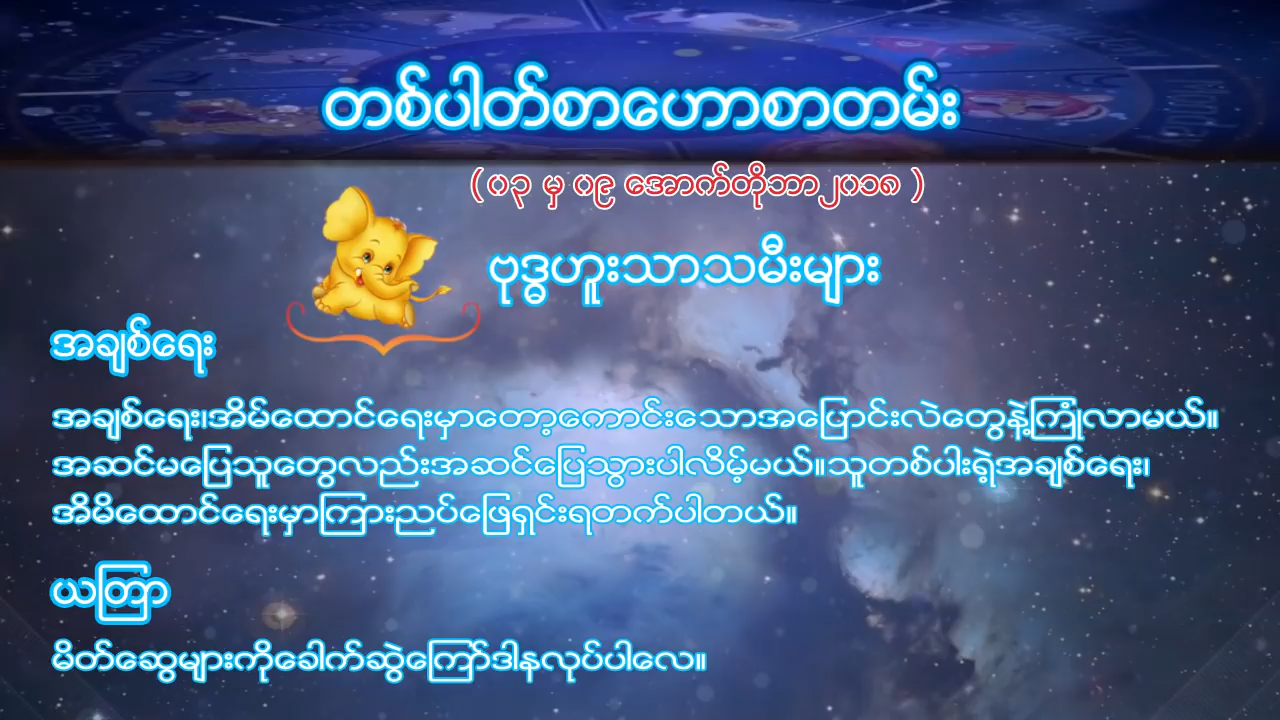 တစ်ပါတ်စာဟောစာတမ်း
( ၀၃ မှ ၀၉ အောက်တိုဘာ၂၀၁၈ )
ဗုဒ္ဓဟူးသာသမီးများ
အချစ်ရေး
အချစ်ရေး၊အိမ်ထောင်ရေးမှာတော့ကောင်းသောအပြောင်းလဲတွေနဲ့ကြုံလာမယ်။
အဆင်မပြေသူတွေလည်းအဆင်ပြေသွားပါလိမ့်မယ်။သူတစ်ပါးရဲ့အချစ်ရေး၊
အိမိထောင်ရေးမှာကြားညပ်ဖြေရှင်းရတက်ပါတယ်။
ယတြာ
မိတ်ဆွေများကိုခေါက်ဆွဲကြော်ဒါနလုပ်ပါလေ။